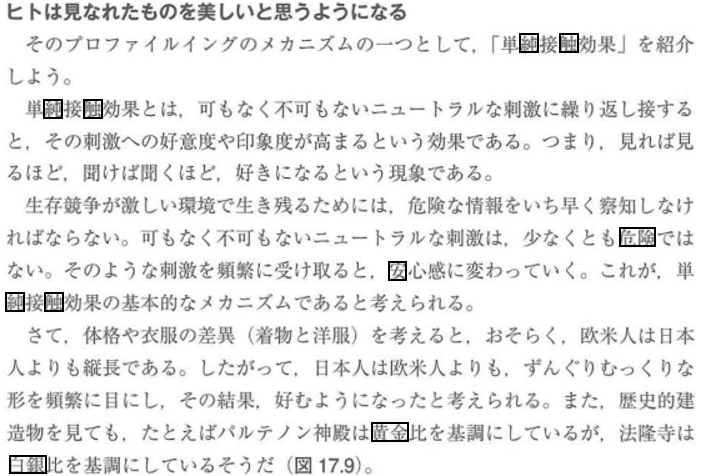 ヒトは見なれたものを美しいと思うようになる
そのプロファイルイングのメカニズムの一つとして,「単純接触効果」を紹介
しよう。
単純接触効果とは,可もなく不可もないニュートラルな刺激に繰り返し接する
と,その刺激への好意度や印象度が高まるという効果である。つまり,見れば見
るほど,聞けば聞くほど,好きになるという現象である。
生存競争が激しい環境で生き残るためには,危険な情報をいち早く察知しなけ
ればならない。可もなく不可もないニュートラルな刺激は,少なくとも危険では
ない。そのような刺激を頻繁に受け取ると,安心感に変わっていく。これが,単
純接触効果の基本的なメカニズムであると考えられる。
さて,体格や衣服の差異(着物と洋服)を考えると,おそらく,欧米人は日本
人よりも縦長である。したがって,日本人は欧米人よりも,ずんぐりむっくりな
形を頻繁に目にし,その結果,好むようになったと考えられる。また,歴史的建
造物を見ても,たとえばパルテノン神殿は黄金比を基調にしているが,法隆寺は
白銀比を基調にしているそうだ(図 17.9)。